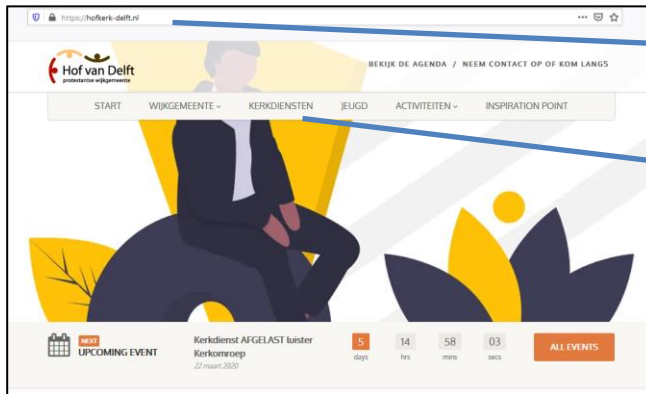 https://hofkerk-delft.nl
Hof van Delft
protestantse wijkgemeente
BEKIJK DE AGENDA / NEEM CONTACT OP OF KOM LANGS
START WIJKGEMEENTE KERKDIENSTEN JEUGD ACTIVITEITEN INSPIRATION POINT
NEXT
UPCOMING EVENT
Kerkdienst AFGELAST luister
Kerkomroep
22 maart 2020
5 14 58 03
days hrs mins secs
ALL EVENTS